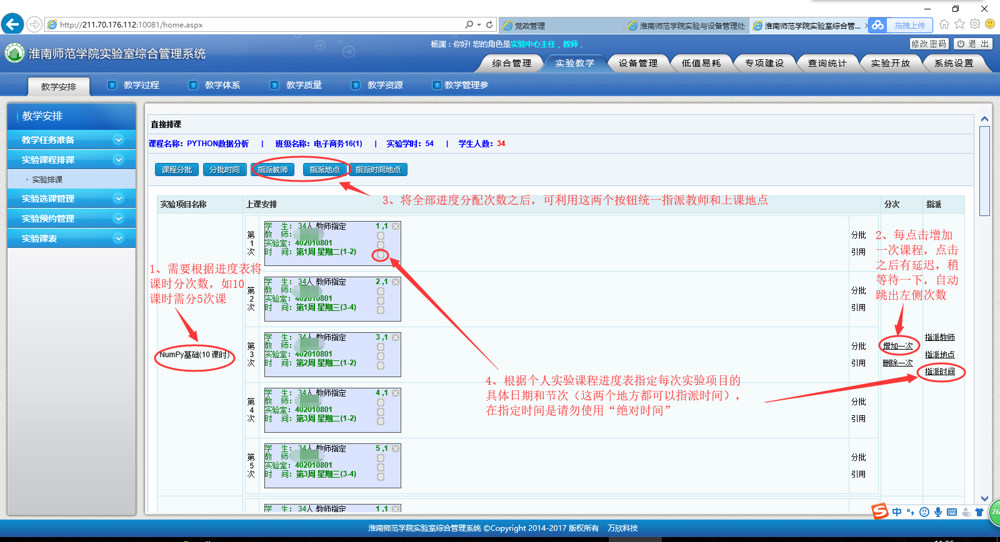 http://211.70.176.112:10081/home.aspx
党政管理
淮南师范学院实验与设备管理处
淮南师范学院实验室综合管...
拖拽上传
淮南师范学院实验室综合管理系统
杨渊：你好! 您的角色是实验中心主任，教师，
修改密码
退 出
综合管理
实验教学
设备管理
低值易耗
专项建设
查询统计
实验开放
系统设置
教学安排
教学过程
教学体系
教学质量
教学资源
教学管理参
教学安排
教学任务准备
实验课程排课
实验排课
实验选课管理
实验预约管理
实验课表
直接排课
课程名称：PYTHON数据分析 | 班级名称：电子商务16(1) | 实验学时：54 | 学生人数：34
课程分批
分批时间
指派教师
指派地点
指派时间地点
3、将全部进度分配次数之后，可利用这两个按钮统一指派教师和上课地点
实验项目名称
上课安排
分次
指派
1、需要根据进度表将
课时分次数，如10
课时需分5次课
NumPy基础(10 课时)
第1次
学 生：34人 教师指定 1 ,1
教 师：
实验室：402010801
时 间：第1周 星期二(1-2)
分批
引用
第2次
学 生：34人 教师指定 2 ,1
教 师：
实验室：402010801
时 间：第1周 星期三(3-4)
分批
引用
第3次
学 生：34人 教师指定 3 ,1
教 师：
实验室：402010801
时 间：第2周 星期二(1-2)
分批
引用
第4次
学 生：34人 教师指定 4 ,1
教 师：
实验室：402010801
时 间：第3周 星期二(1-2)
分批
引用
第5次
学 生：34人 教师指定 5 ,1
教 师：
实验室：402010801
时 间：第3周 星期三(3-4)
分批
引用
学 生：34人 教师指定 1 ,1
2、每点击增加
一次课程，点击
之后有延迟，稍
等待一下，自动
跳出左侧次数
增加一次
删除一次
指派教师
指派地点
指派时间
4、根据个人实验课程进度表指定每次实验项目的
具体日期和节次（这两个地方都可以指派时间），
在指定时间是请勿使用“绝对时间”
中
76
淮南师范学院实验室综合管理系统 ©Copyright 2014-2017 版权所有 万欣科技